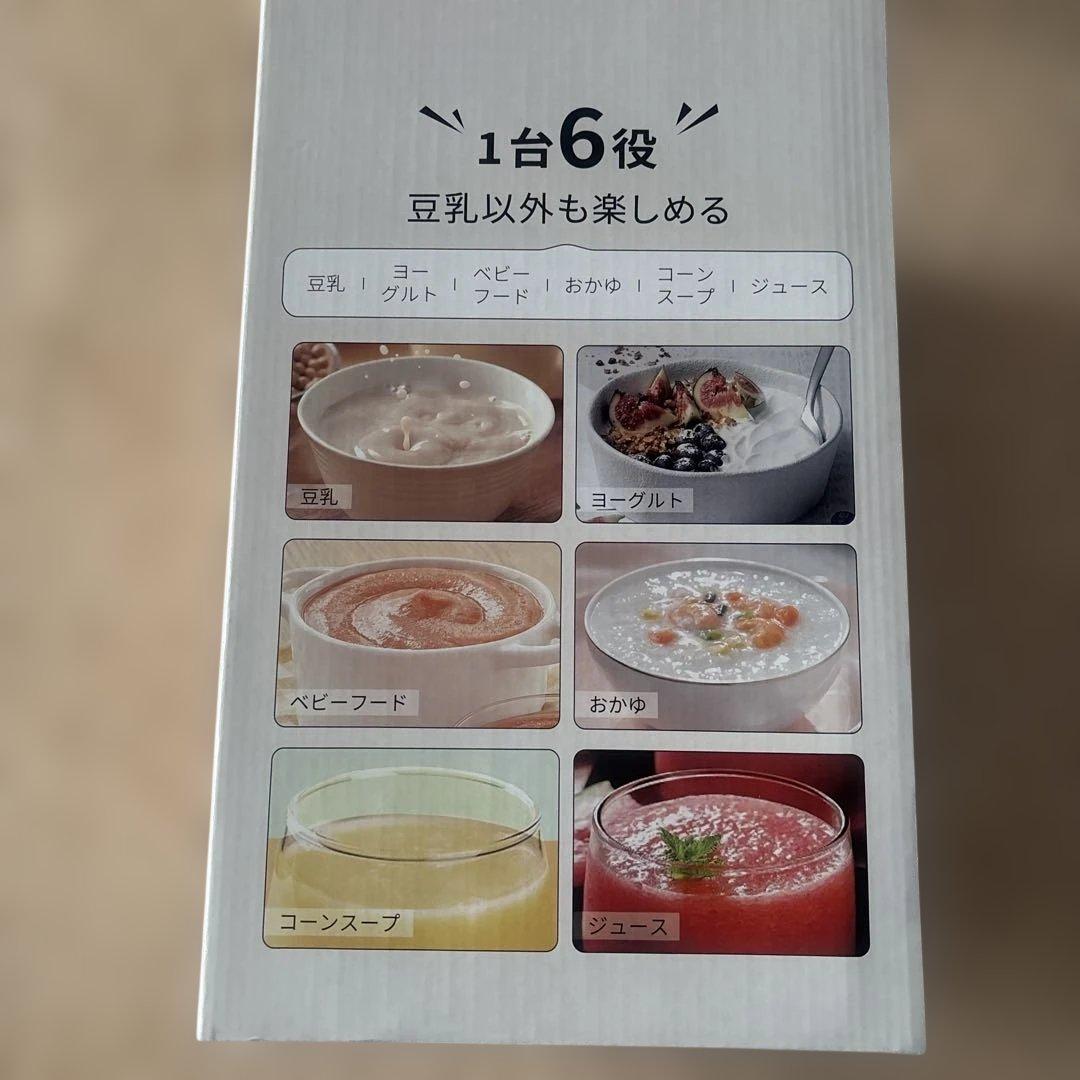 1台6役
豆乳以外も楽しめる
豆乳 | ヨーグルト | ベビーフード | おかゆ | コーンスープ | ジュース
豆乳
ヨーグルト
ベビーフード
おかゆ
コーンスープ
ジュース